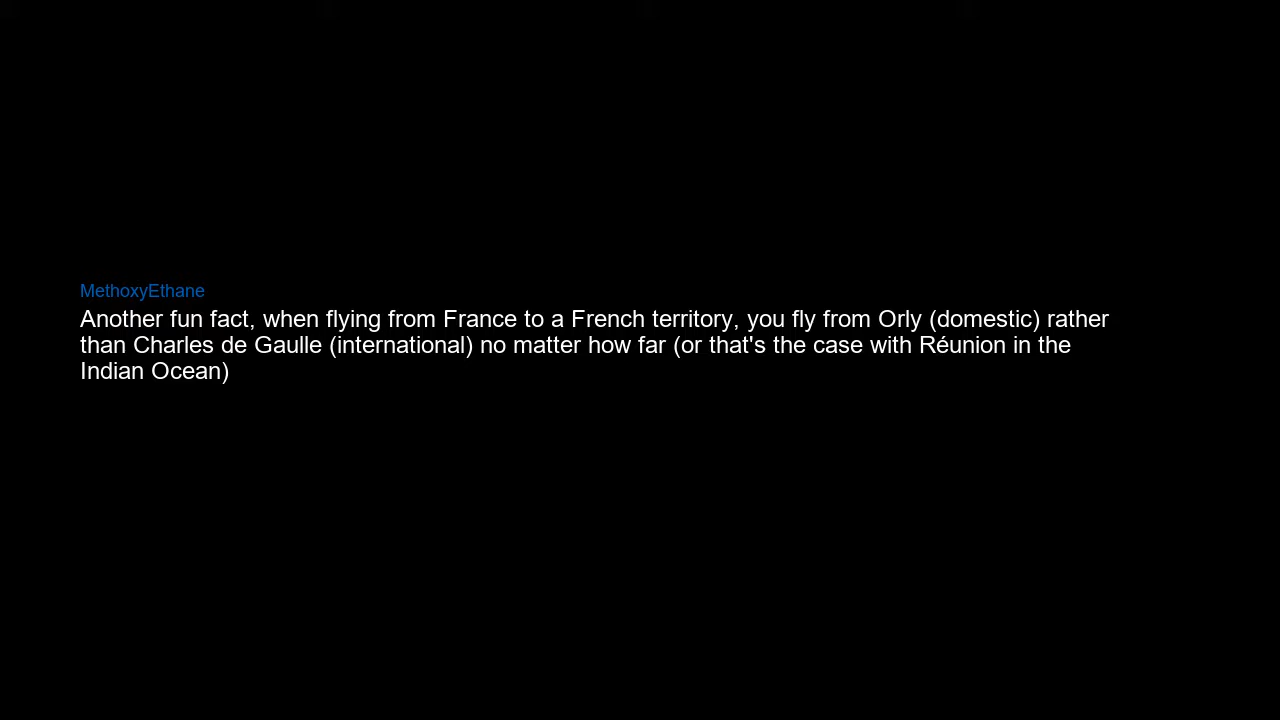 MethoxyEthane
Another fun fact, when flying from France to a French territory, you fly from Orly (domestic) rather
than Charles de Gaulle (international) no matter how far (or that's the case with Réunion in the
Indian Ocean)